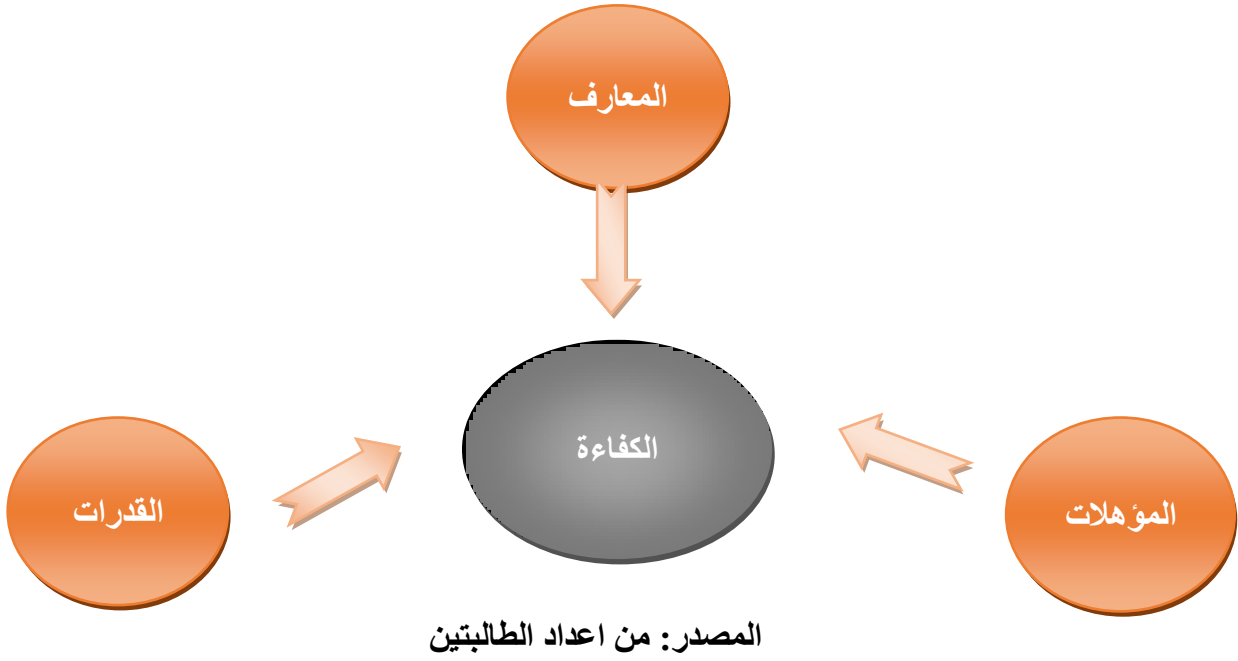 المعارف
الكفاءة
المؤهلات
القدرات
المصدر: من اعداد الطالبتين